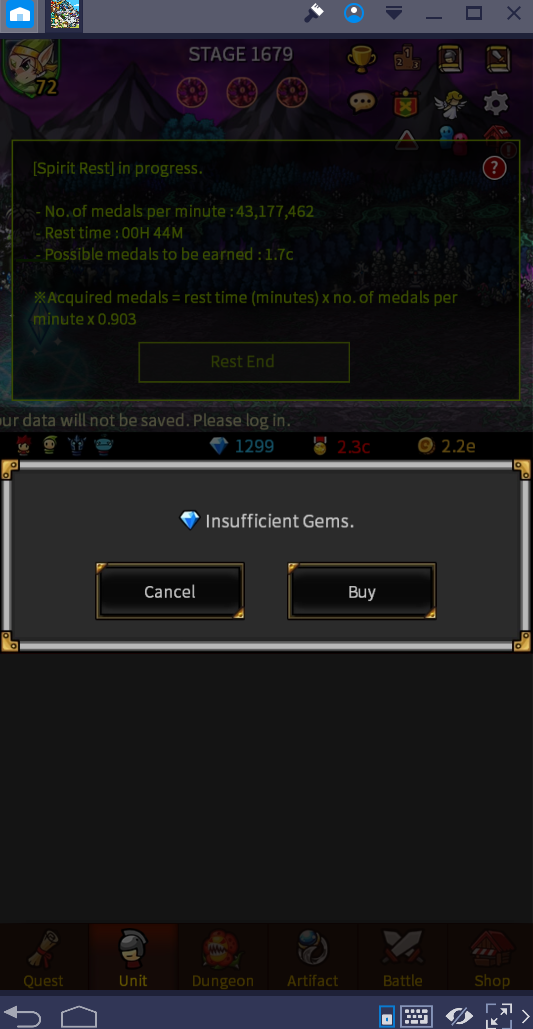 STAGE 1679
72
[Spirit Rest] in progress.
?
- No. of medals per minute : 43,177,462
- Rest time : 00H 44M
- Possible medals to be earned : 1.7c
※Acquired medals = rest time (minutes) x no. of medals per
minute x 0.903
Rest End
our data will not be saved. Please log in.
1299
2.3c
2.2e
Insufficient Gems.
Cancel
Buy
Quest
Unit
Dungeon
Artifact
Battle
Shop